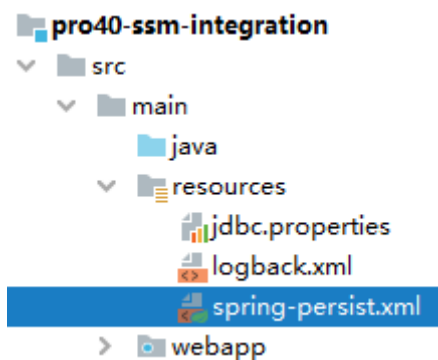 pro40-ssm-integration
src
main
java
resources
jdbc.properties
logback.xml
spring-persist.xml
webapp